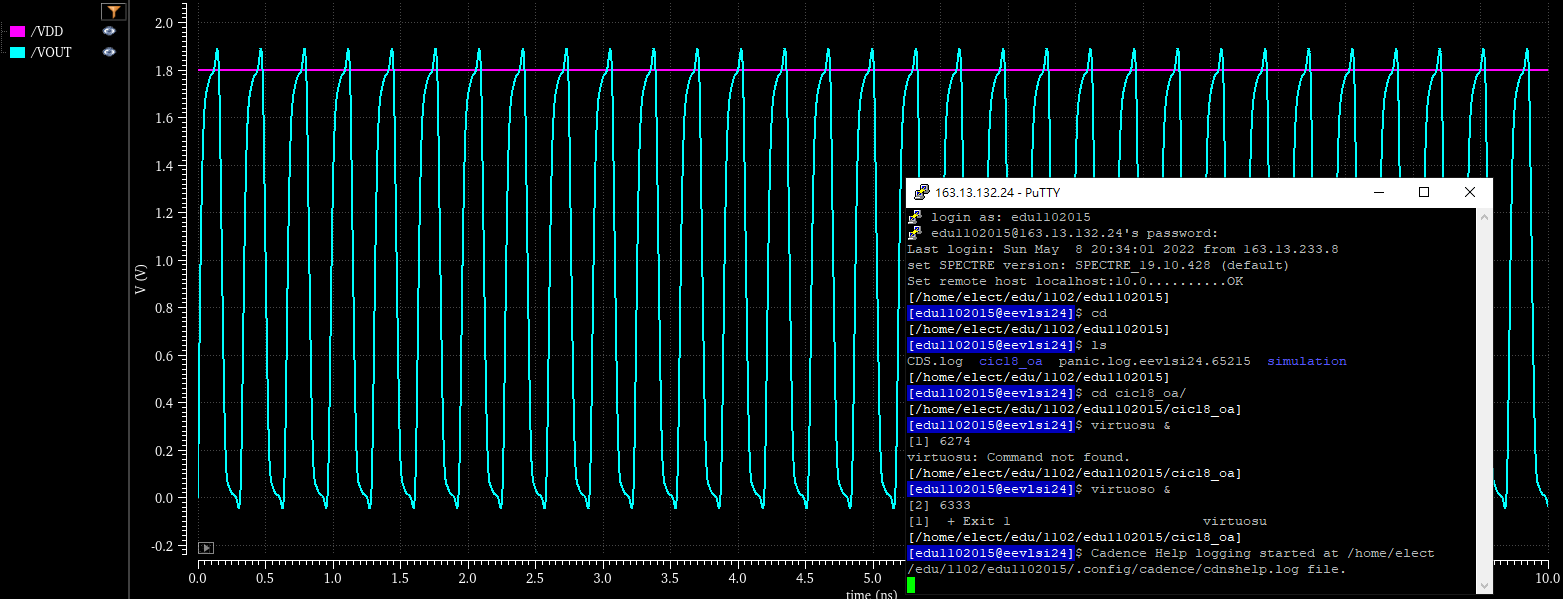 /VDD
/VOUT
2.0
1.8
1.6
1.4
1.2
1.0
0.8
0.6
0.4
0.2
0.0
-0.2
V (V)
0.0 0.5 1.0 1.5 2.0 2.5 3.0 3.5 4.0 4.5 5.0 10.0
time (ns)
163.13.132.24 - PuTTY
login as: edu1102015
edu1102015@163.13.132.24's password:
Last login: Sun May  8 20:34:01 2022 from 163.13.233.8
set SPECTRE version: SPECTRE_19.10.428 (default)
Set remote host localhost:10.0..........OK
[/home/elect/edu/1102/edu1102015]
[edu1102015@eevlsi24]$ cd
[/home/elect/edu/1102/edu1102015]
[edu1102015@eevlsi24]$ ls
CDS.log  cic18_oa  panic.log.eevlsi24.65215  simulation
[/home/elect/edu/1102/edu1102015]
[edu1102015@eevlsi24]$ cd cic18_oa/
[/home/elect/edu/1102/edu1102015/cic18_oa]
[edu1102015@eevlsi24]$ virtuosu &
[1] 6274
virtuosu: Command not found.
[/home/elect/edu/1102/edu1102015/cic18_oa]
[edu1102015@eevlsi24]$ virtuoso &
[2] 6333
[1]  + Exit 1                        virtuosu
[/home/elect/edu/1102/edu1102015/cic18_oa]
[edu1102015@eevlsi24]$ Cadence Help logging started at /home/elect
/edu/1102/edu1102015/.config/cadence/cdnshelp.log file.